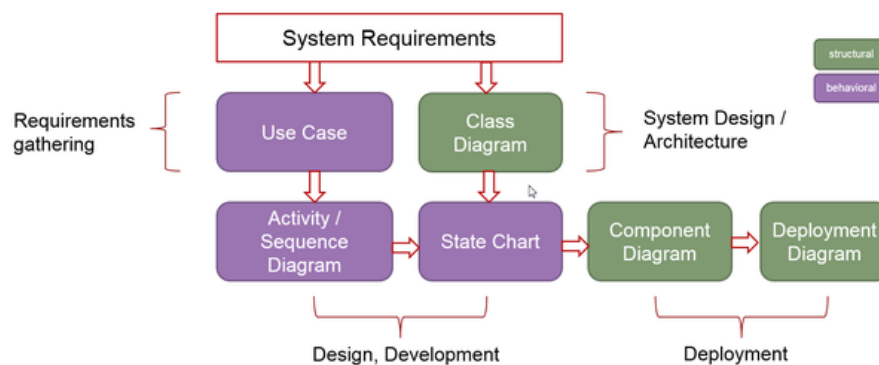 System Requirements
structural
behavioral
Requirements
gathering
Use Case
Class
Diagram
System Design /
Architecture
Activity /
Sequence
Diagram
State Chart
Component
Diagram
Deployment
Diagram
Design, Development
Deployment